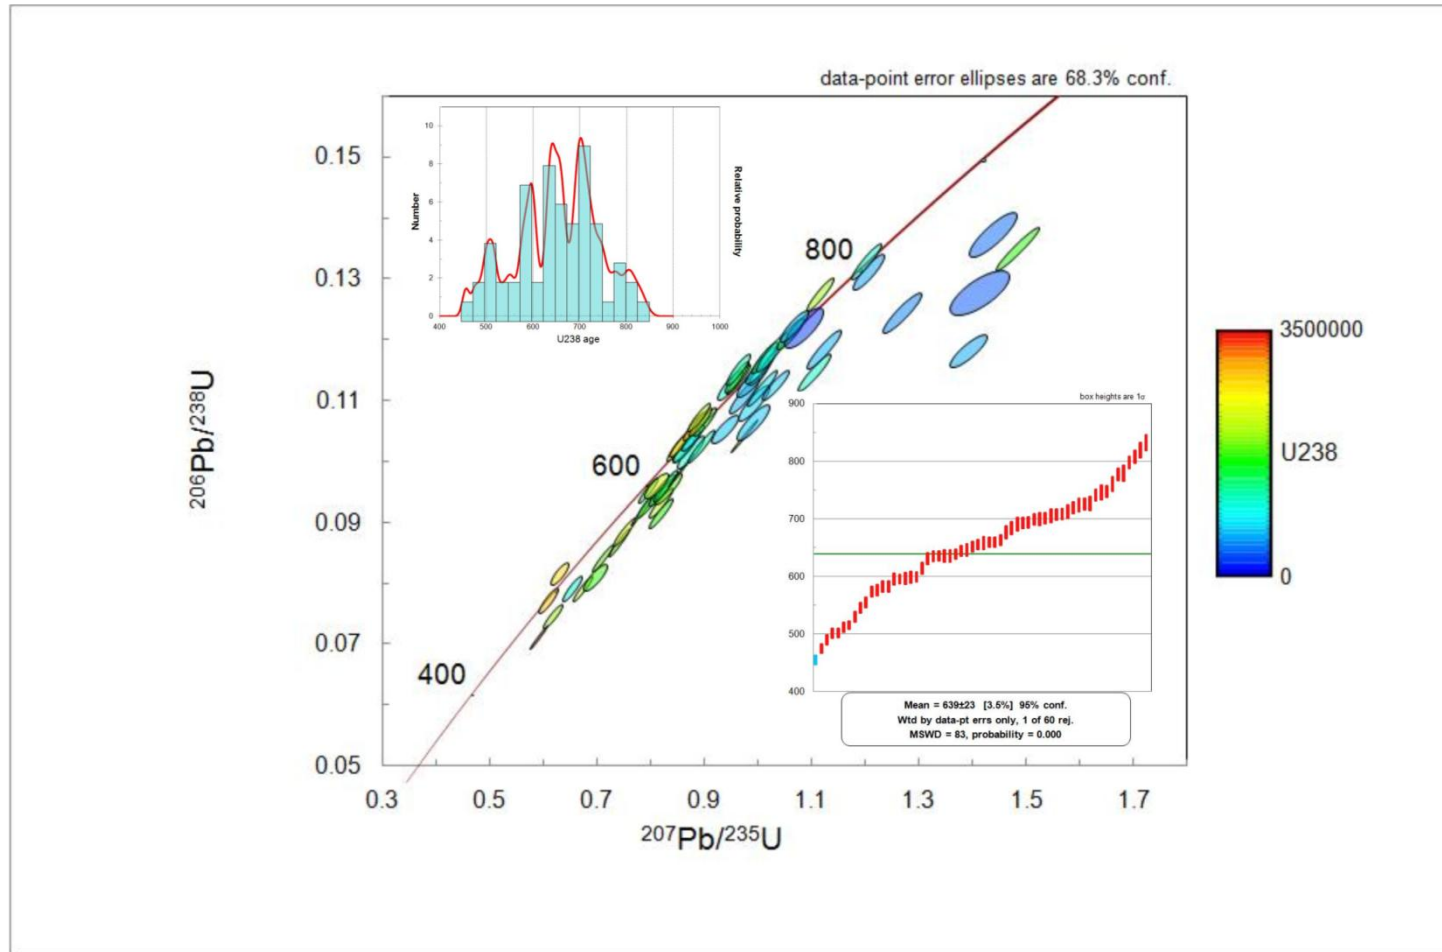 data-point error ellipses are 68.3% conf.
0.15
0.13
0.11
0.09
0.07
0.05
206Pb/238U
0.3 0.5 0.7 0.9 1.1 1.3 1.5 1.7
207Pb/235U
400
600
800
10
8
6
4
2
0
Number
Relative probability
400 500 600 700 800 900 1000
U238 age
box heights are 1σ
900
800
700
600
500
400
Mean = 639±23 [3.5%] 95% conf.
Wtd by data-pt errs only, 1 of 60 rej.
MSWD = 83, probability = 0.000
3500000
U238
0